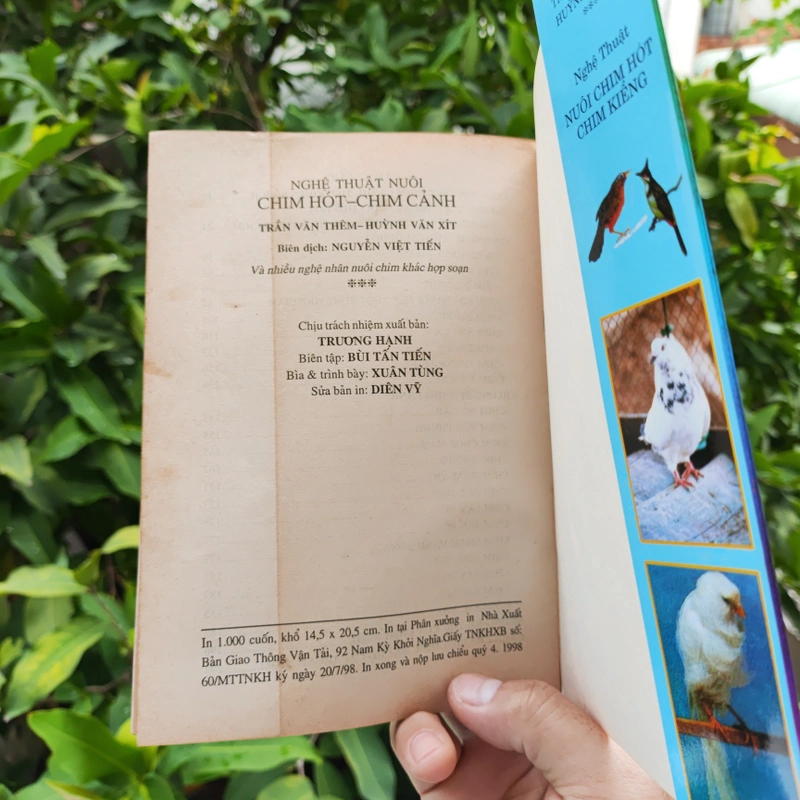 NGHỆ THUẬT NUÔI
CHIM HÓT–CHIM CẢNH
TRẦN VĂN THÊM–HUỲNH VĂN XÍT
Biên dịch: NGUYỄN VIỆT TIẾN
Và nhiều nghệ nhân nuôi chim khác hợp soạn
***
Chịu trách nhiệm xuất bản:
TRƯƠNG HẠNH
Biên tập: BÙI TẤN TIẾN
Bìa & trình bày: XUÂN TÙNG
Sửa bản in: DIÊN VỸ
In 1.000 cuốn, khổ 14,5 x 20,5 cm. In tại Phân xưởng in Nhà Xuất
Bản Giao Thông Vận Tải, 92 Nam Kỳ Khởi Nghĩa.Giấy TNKHXB số:
60/MTTNKH ký ngày 20/7/98. In xong và nộp lưu chiểu quý 4. 1998
***
Nghệ Thuật
NUÔI CHIM HÓT
CHIM KIỂNG